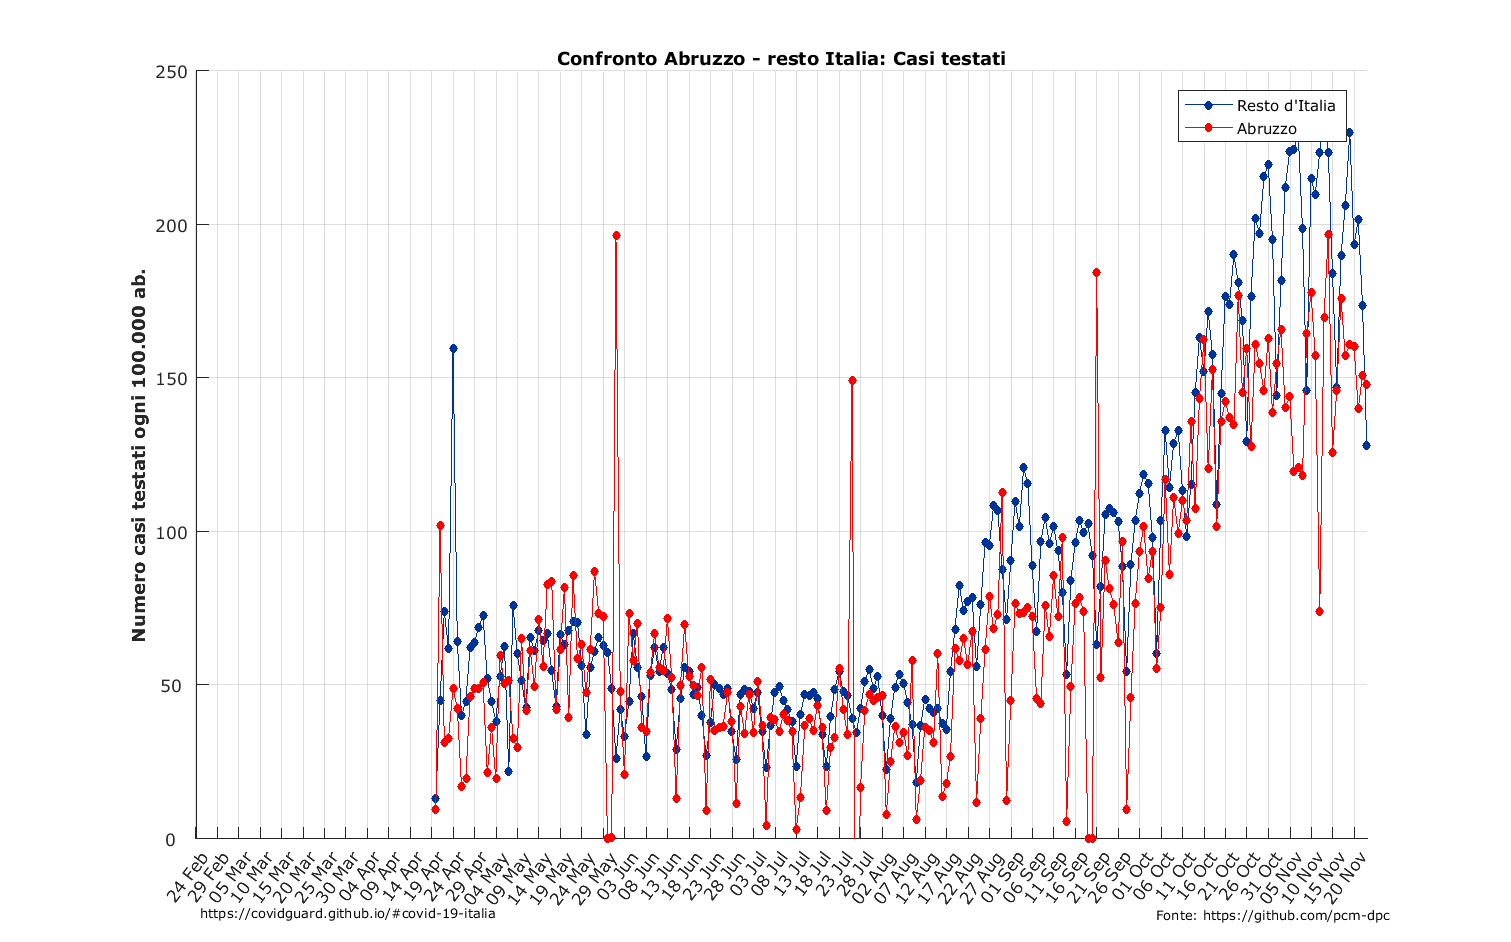 Confronto Abruzzo - resto Italia: Casi testati
Resto d'Italia
Abruzzo
Numero casi testati ogni 100.000 ab.
250
200
150
100
50
0
24 Feb
29 Feb
05 Mar
10 Mar
15 Mar
20 Mar
25 Mar
30 Mar
04 Apr
09 Apr
14 Apr
19 Apr
24 Apr
29 Apr
04 May
09 May
14 May
19 May
24 May
29 May
03 Jun
08 Jun
13 Jun
18 Jun
23 Jun
28 Jun
03 Jul
08 Jul
13 Jul
18 Jul
23 Jul
28 Jul
02 Aug
07 Aug
12 Aug
17 Aug
22 Aug
27 Aug
01 Sep
06 Sep
11 Sep
16 Sep
21 Sep
26 Sep
01 Oct
06 Oct
11 Oct
16 Oct
21 Oct
26 Oct
31 Oct
05 Nov
10 Nov
15 Nov
20 Nov
https://covidguard.github.io/#covid-19-italia
Fonte: https://github.com/pcm-dpc